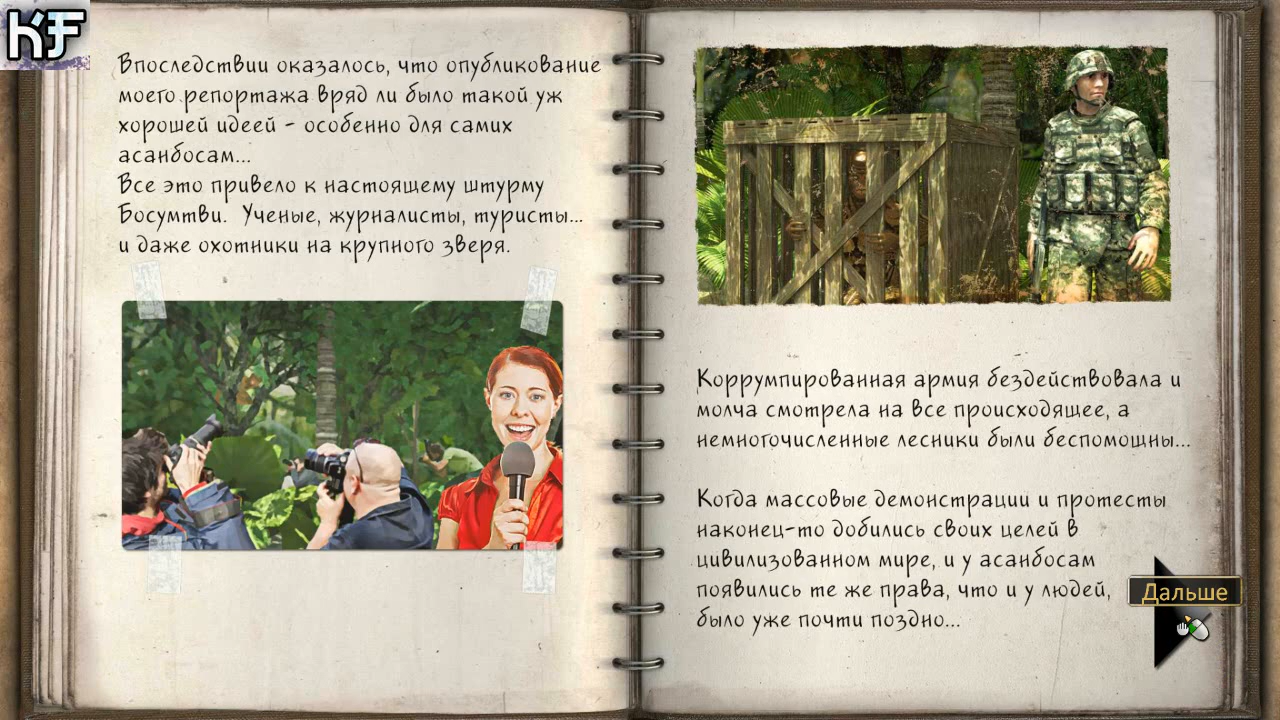 KF
Впоследствии оказалось, что опубликование
моего репортажа вряд ли было такой уж
хорошей идеей - особенно для самих
асанбосам...
Все это привело к настоящему штурму
Босумтви. Ученые, журналисты, туристы...
и даже охотники на крупного зверя.
Коррумпированная армия бездействовала и
молча смотрела на все происходящее, а
немногочисленные лесники были беспомощны...
Когда массовые демонстрации и протесты
наконец-то добились своих целей в
цивилизованном мире, и у асанбосам
появились те же права, что и у людей,
было уже почти поздно...
Дальше